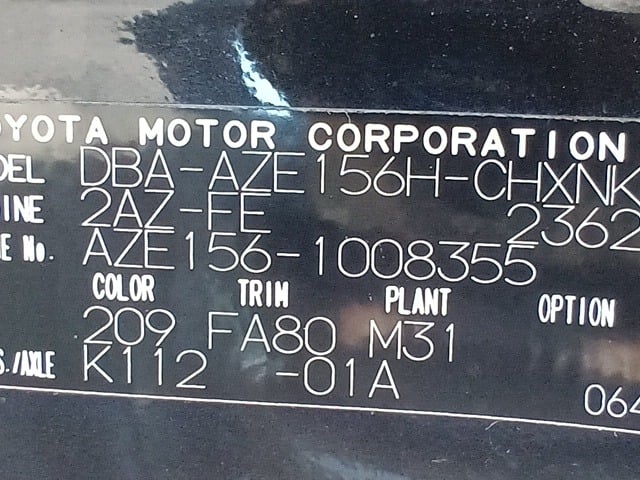 OYOTA MOTOR CORPORATION
DEL DBA-AZE156H-CHXNK
INE 2AZ-FE 2362
E No. AZE156-1008355
COLOR TRIM PLANT OPTION
209 FA80 M31
S./AXLE K112 -01A
064